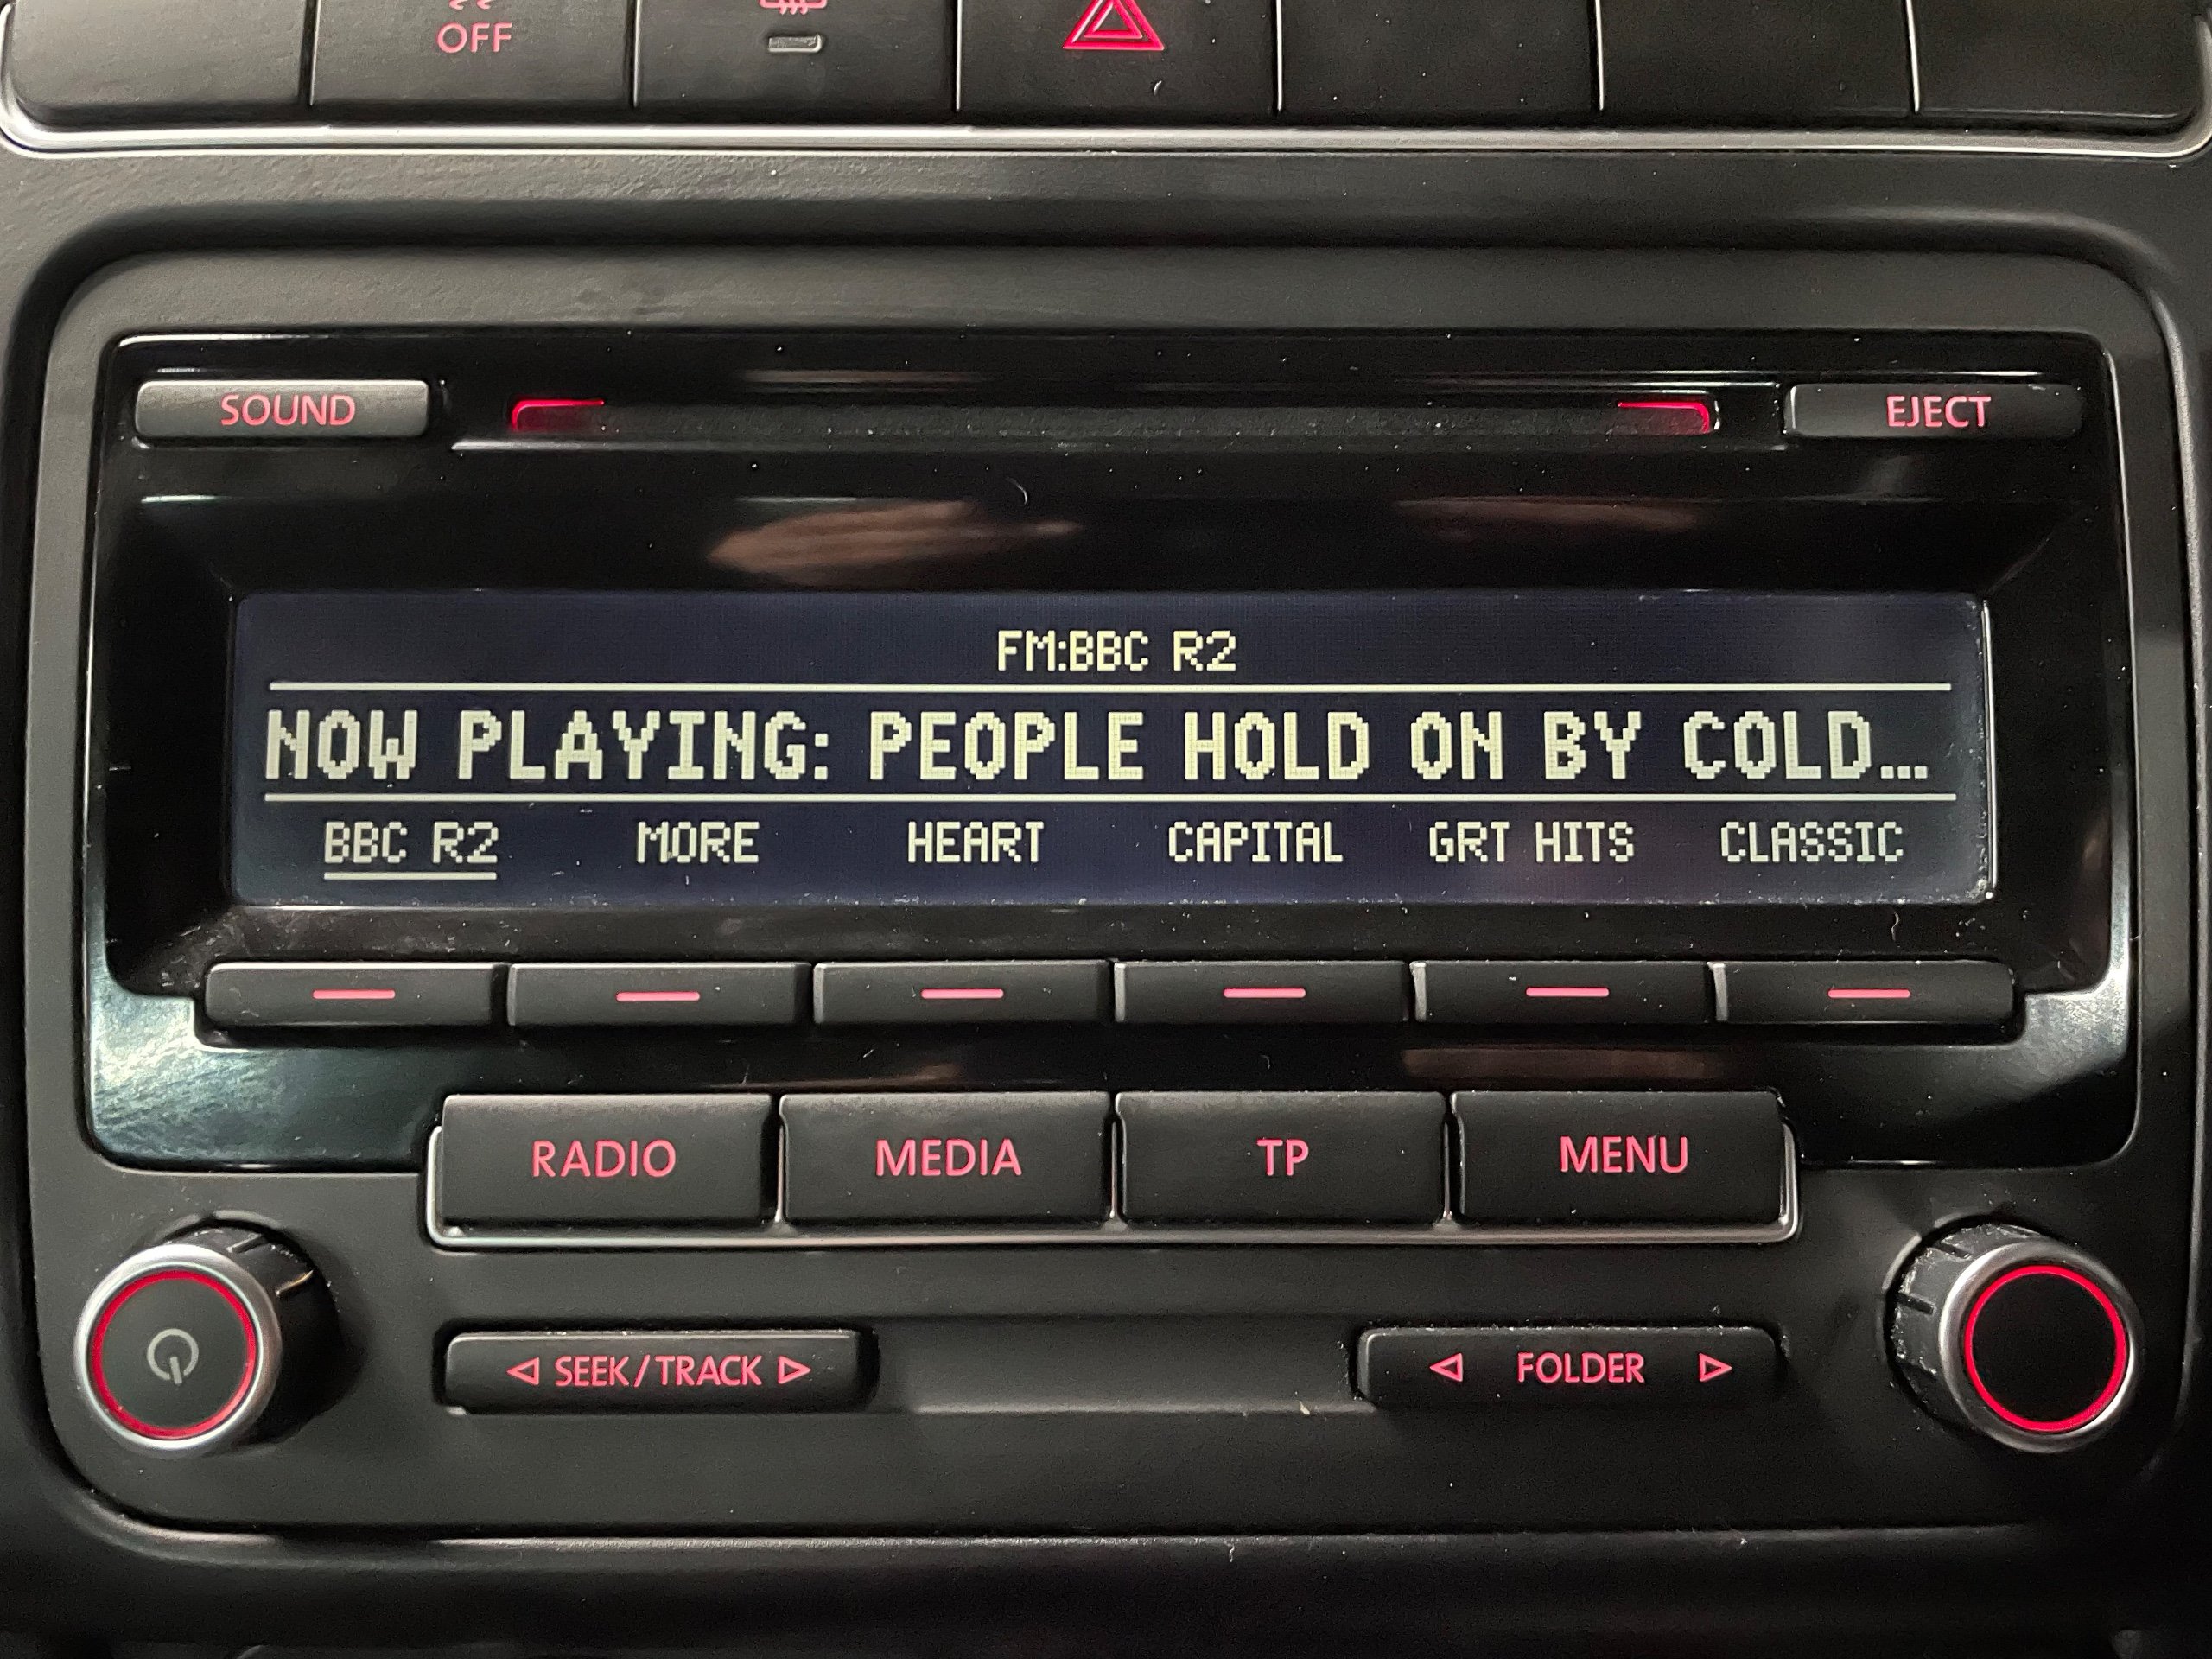 OFF
SOUND
EJECT
FM:BBC R2
NOW PLAYING: PEOPLE HOLD ON BY COLD...
BBC R2 MORE HEART CAPITAL GRT HITS CLASSIC
RADIO MEDIA TP MENU
SEEK/TRACK FOLDER